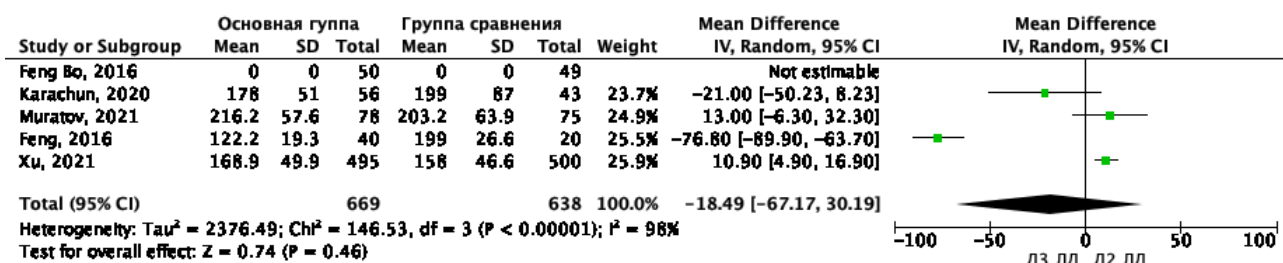 Основная гуппа Группа сравнения Mean Difference Mean Difference
Study or Subgroup Mean SD Total Mean SD Total Weight IV, Random, 95% CI IV, Random, 95% CI
Feng Bo, 2016 0 0 50 0 0 49 Not estimable
Karachun, 2020 178 51 56 199 87 43 23.7% −21.00 [−50.23, 8.23]
Muratov, 2021 216.2 57.6 78 203.2 63.9 75 24.9% 13.00 [−6.30, 32.30]
Feng, 2016 122.2 19.3 40 199 26.6 20 25.5% −76.80 [−89.90, −63.70]
Xu, 2021 168.9 49.9 495 158 46.6 500 25.9% 10.90 [4.90, 16.90]
Total (95% CI) 669 638 100.0% −18.49 [−67.17, 30.19]
Heterogeneity: Tau² = 2376.49; Chi² = 146.53, df = 3 (P < 0.00001); I² = 98%
Test for overall effect: Z = 0.74 (P = 0.46)
−100 −50 0 50 100
Д3 ЛД Д2 ЛД